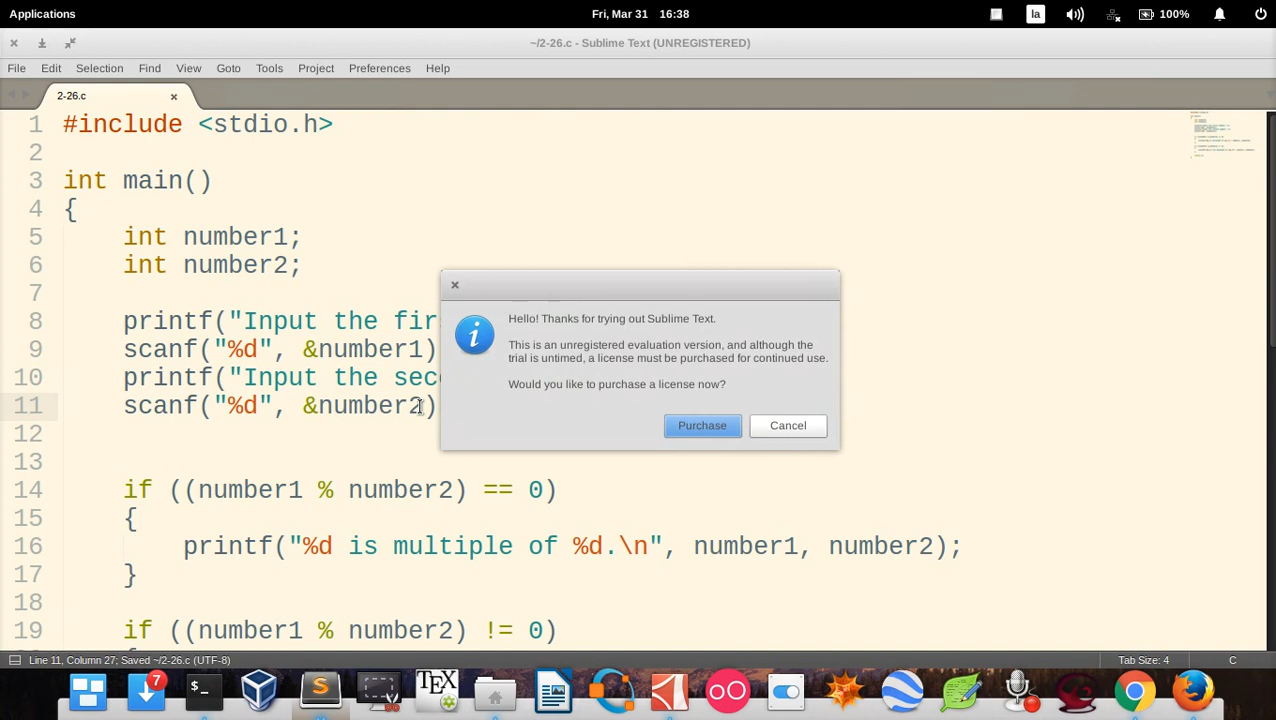 Applications
Fri, Mar 31 16:38
la
100%
~/2-26.c - Sublime Text (UNREGISTERED)
File Edit Selection Find View Goto Tools Project Preferences Help
2-26.c
1 #include <stdio.h>
2
3 int main()
4 {
5 int number1;
6 int number2;
7
8 printf("Input the fir
9 scanf("%d", &number1)
10 printf("Input the sec
11 scanf("%d", &number2)
12
13
14 if ((number1 % number2) == 0)
15 {
16 printf("%d is multiple of %d.\n", number1, number2);
17 }
18
19 if ((number1 % number2) != 0)
Hello! Thanks for trying out Sublime Text.
This is an unregistered evaluation version, and although the
trial is untimed, a license must be purchased for continued use.
Would you like to purchase a license now?
Purchase Cancel
Line 11, Column 27; Saved ~/2-26.c (UTF-8)
Tab Size: 4
C
7
TEX